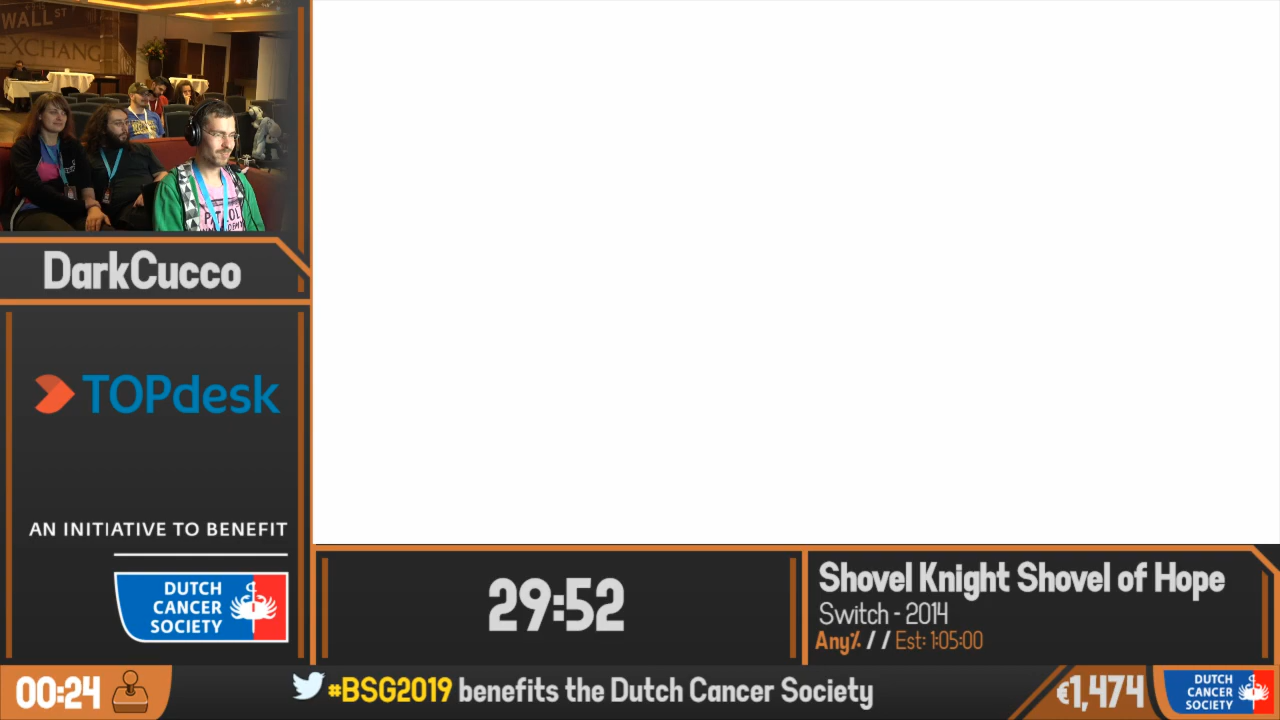 WALL ST
EXCHANG
DarkCucco
TOPdesk
AN INITIATIVE TO BENEFIT
DUTCH
CANCER
SOCIETY
29:52
Shovel Knight Shovel of Hope
Switch - 2014
Any% / / Est: 1:05:00
00:24
#BSG2019 benefits the Dutch Cancer Society
€1,474
DUTCH
CANCER
SOCIETY